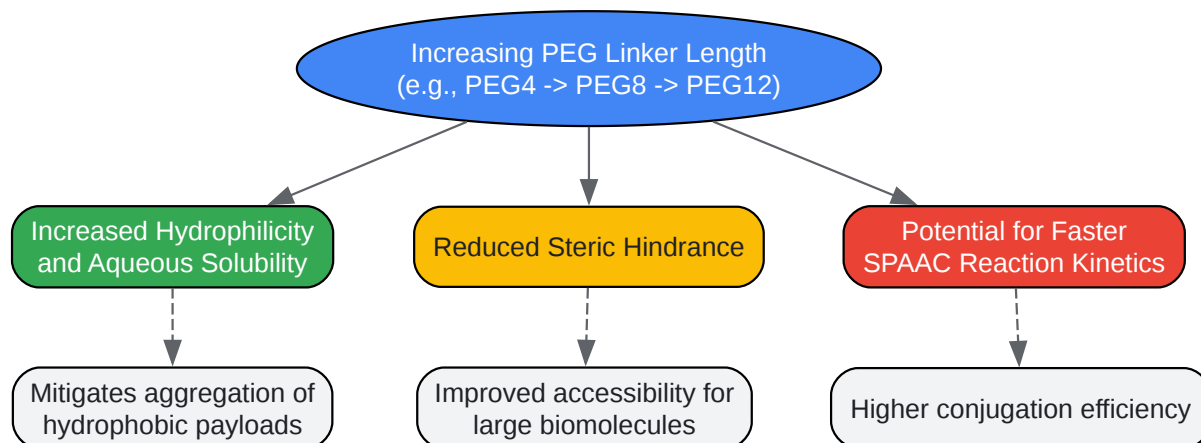 Increasing PEG Linker Length
(e.g., PEG4 -> PEG8 -> PEG12)
Increased Hydrophilicity
and Aqueous Solubility
Reduced Steric Hindrance
Potential for Faster
SPAAC Reaction Kinetics
Mitigates aggregation of
hydrophobic payloads
Improved accessibility for
large biomolecules
Higher conjugation efficiency